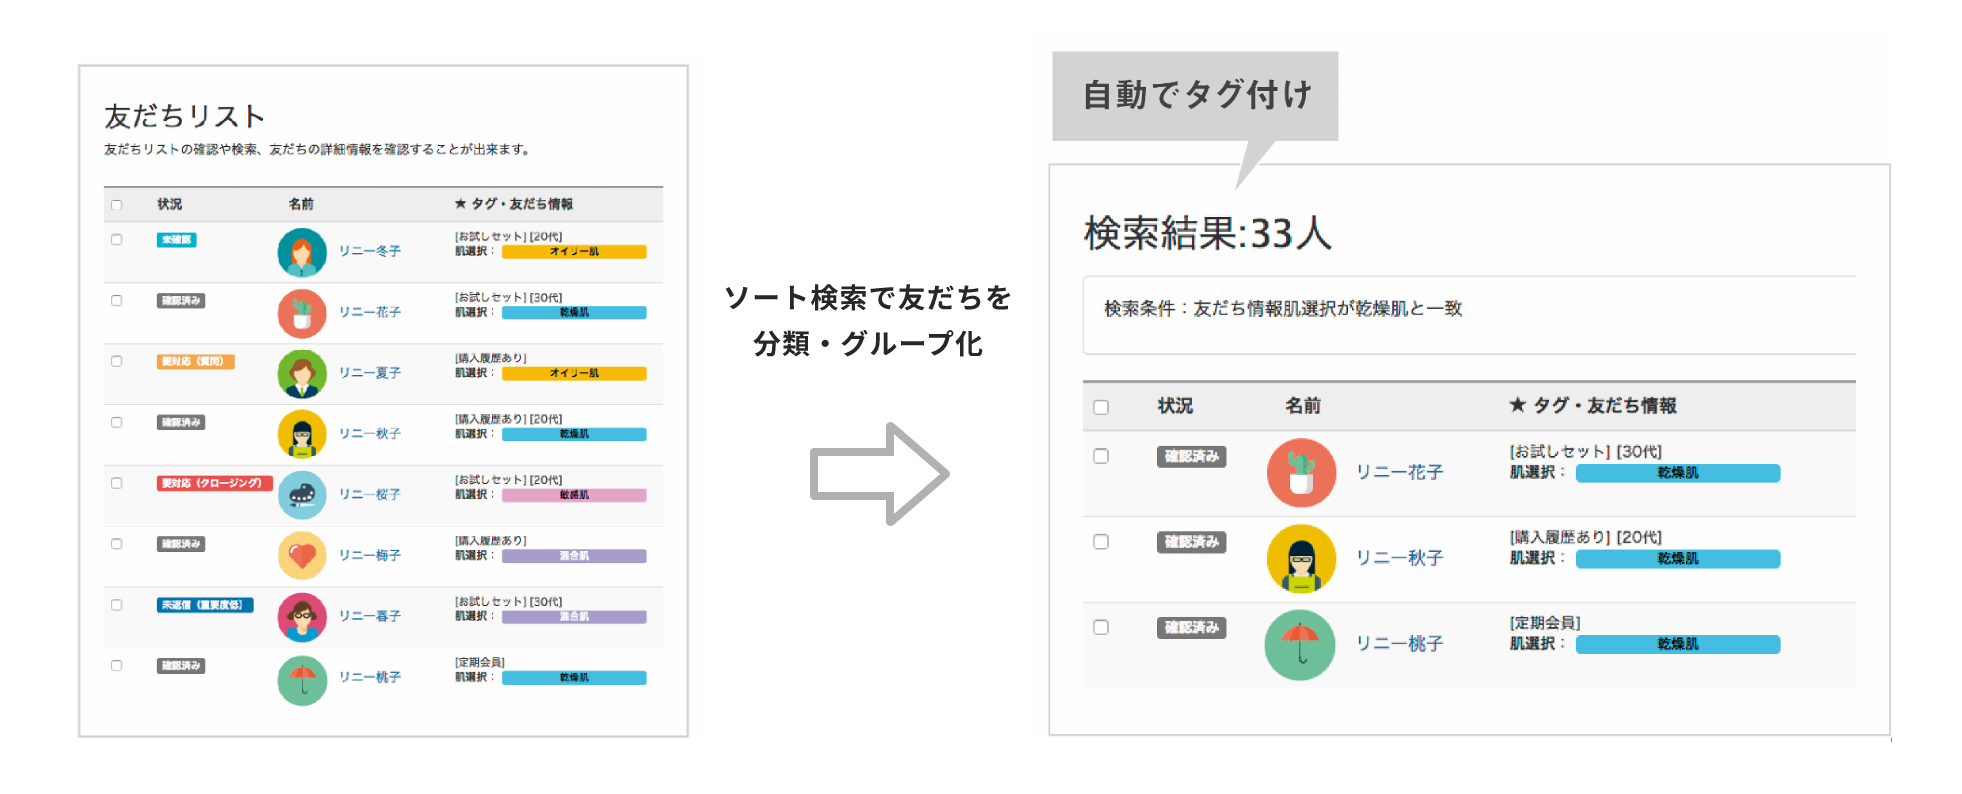 友だちリスト
友だちリストの確認や検索、友だちの詳細情報を確認することが出来ます。
状況 名前 ★ タグ・友だち情報
未確認 リニー冬子 [お試しセット] [20代]
肌選択： オイリー肌
確認済み リニー花子 [お試しセット] [30代]
肌選択： 乾燥肌
要対応（質問） リニー夏子 [購入履歴あり]
肌選択： オイリー肌
確認済み リニー秋子 [購入履歴あり] [20代]
肌選択： 乾燥肌
要対応（クロージング） リニー桜子 [お試しセット] [20代]
肌選択： 敏感肌
確認済み リニー梅子 [購入履歴あり]
肌選択： 混合肌
未返信（重要度低） リニー春子 [お試しセット] [30代]
肌選択： 混合肌
確認済み リニー桃子 [定期会員]
肌選択： 乾燥肌
ソート検索で友だちを
分類・グループ化
自動でタグ付け
検索結果:33人
検索条件：友だち情報肌選択が乾燥肌と一致
状況 名前 ★ タグ・友だち情報
確認済み リニー花子 [お試しセット] [30代]
肌選択： 乾燥肌
確認済み リニー秋子 [購入履歴あり] [20代]
肌選択： 乾燥肌
確認済み リニー桃子 [定期会員]
肌選択： 乾燥肌